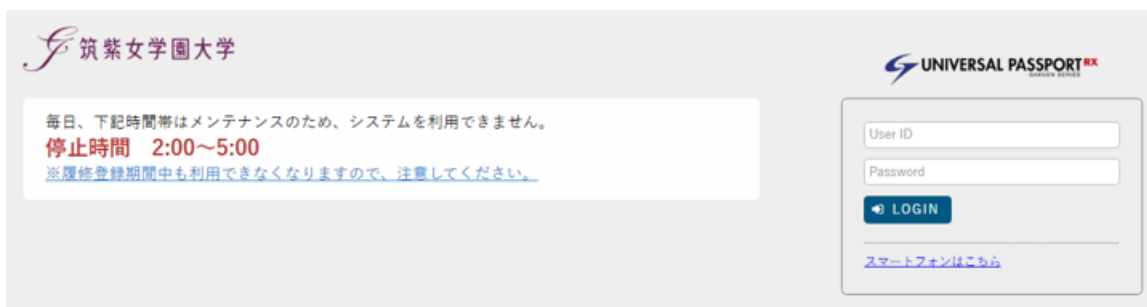 筑紫女学園大学
UNIVERSAL PASSPORT RX
GAKUEN SERIES
毎日、下記時間帯はメンテナンスのため、システムを利用できません。
停止時間 2:00～5:00
※履修登録期間中も利用できなくなりますので、注意してください。
User ID
Password
LOGIN
スマートフォンはこちら